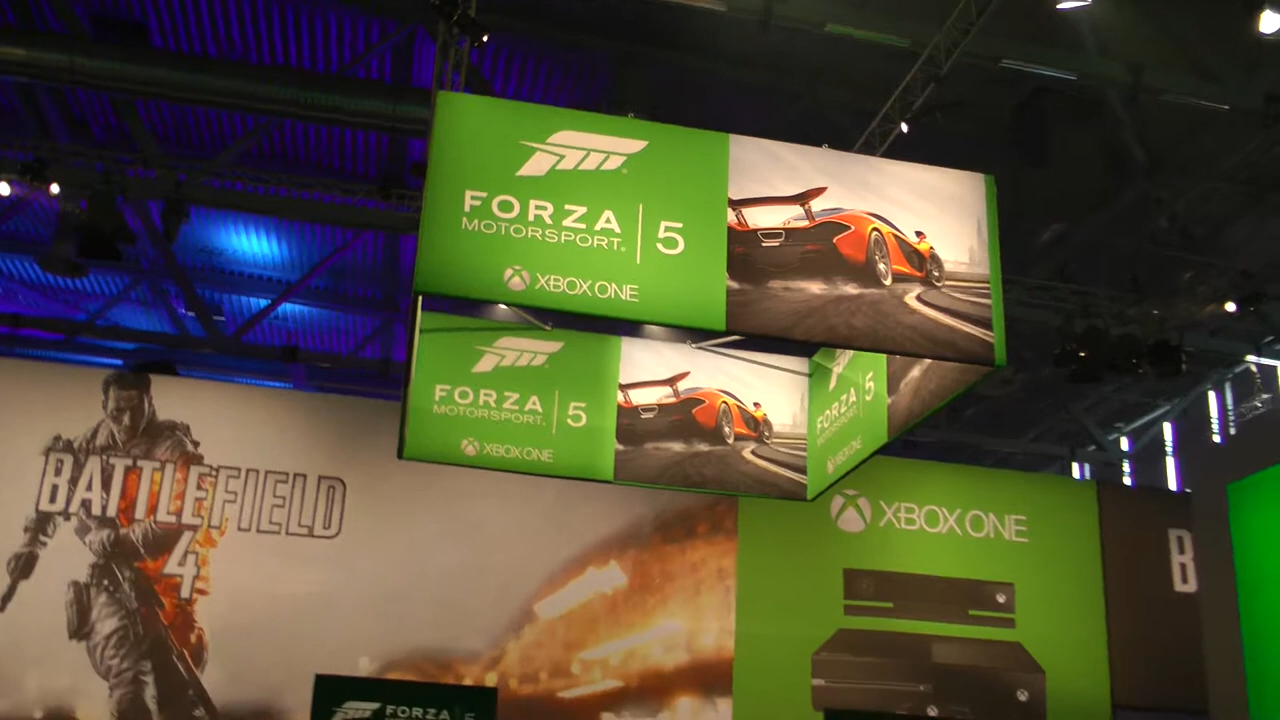 FORZA
MOTORSPORT.
5
XBOX ONE
FORZA
MOTORSPORT.
5
XBOX ONE
FORZA
MOTORSPORT.
5
XBOX ONE
BATTLEFIELD
4
XBOX ONE
B
FORZA 5